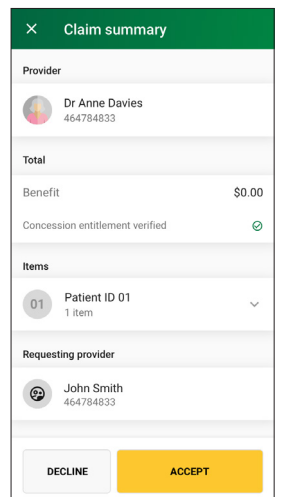 Claim summary
Provider
Dr Anne Davies
464784833
Total
Benefit $0.00
Concession entitlement verified
Items
01 Patient ID 01
1 item
Requesting provider
John Smith
464784833
DECLINE ACCEPT